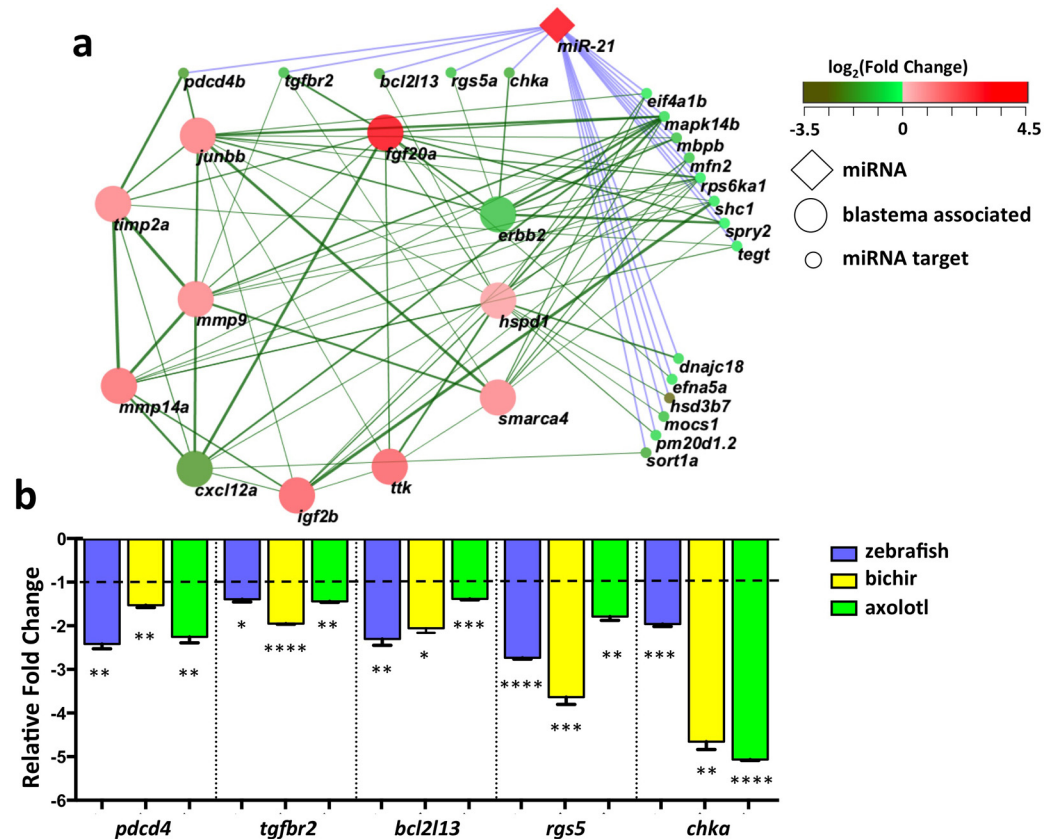 a
miR-21
pdcd4b
tgfbr2
bcl2l13
rgs5a
chka
eif4a1b
mapk14b
mbpb
mfn2
rps6ka1
shc1
spry2
tegt
junbb
fgf20a
timp2a
erbb2
mmp9
hspd1
mmp14a
smarca4
cxcl12a
igf2b
ttk
dnajc18
efna5a
hsd3b7
mocs1
pm20d1.2
sort1a
log2(Fold Change)
-3.5 0 4.5
miRNA
blastema associated
miRNA target
b
Relative Fold Change
0
-1
-2
-3
-4
-5
-6
** ** **
* **** **
** * ***
**** *** **
*** ** ****
pdcd4 tgfbr2 bcl2l13 rgs5 chka
zebrafish
bichir
axolotl